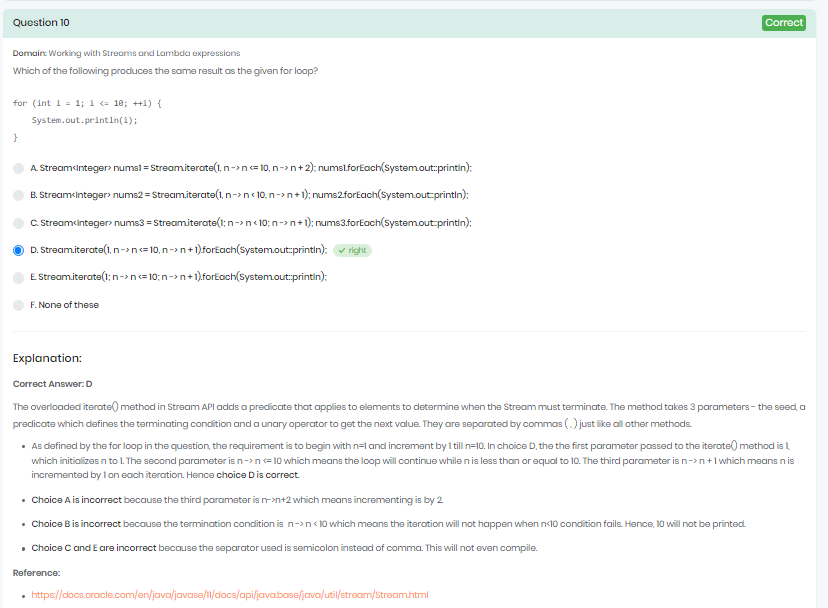 Question 10
Correct
Domain: Working with Streams and Lambda expressions
Which of the following produces the same result as the given for loop?
for (int i = 1; i <= 10; ++i) {
System.out.println(i);
}
A. Stream<Integer> nums1 = Stream.iterate(1, n -> n <= 10, n -> n + 2); nums1.forEach(System.out::println);
B. Stream<Integer> nums2 = Stream.iterate(1, n -> n < 10, n -> n + 1); nums2.forEach(System.out::println);
C. Stream<Integer> nums3 = Stream.iterate(1; n -> n < 10; n -> n + 1); nums3.forEach(System.out::println);
D. Stream.iterate(1, n -> n <= 10, n -> n + 1).forEach(System.out::println); ✓ right
E. Stream.iterate(1; n -> n <= 10; n -> n + 1).forEach(System.out::println);
F. None of these
Explanation:
Correct Answer: D
The overloaded iterate() method in Stream API adds a predicate that applies to elements to determine when the Stream must terminate. The method takes 3 parameters - the seed, a
predicate which defines the terminating condition and a unary operator to get the next value. They are separated by commas ( , ) just like all other methods.
• As defined by the for loop in the question, the requirement is to begin with n=1 and increment by 1 till n=10. In choice D, the the first parameter passed to the iterate() method is 1,
which initializes n to 1. The second parameter is n -> n <= 10 which means the loop will continue while n is less than or equal to 10. The third parameter is n -> n + 1 which means n is
incremented by 1 on each iteration. Hence choice D is correct.
• Choice A is incorrect because the third parameter is n->n+2 which means incrementing is by 2.
• Choice B is incorrect because the termination condition is n -> n < 10 which means the iteration will not happen when n<10 condition fails. Hence, 10 will not be printed.
• Choice C and E are incorrect because the separator used is semicolon instead of comma. This will not even compile.
Reference:
• https://docs.oracle.com/en/java/javase/11/docs/api/java.base/java/util/stream/Stream.html